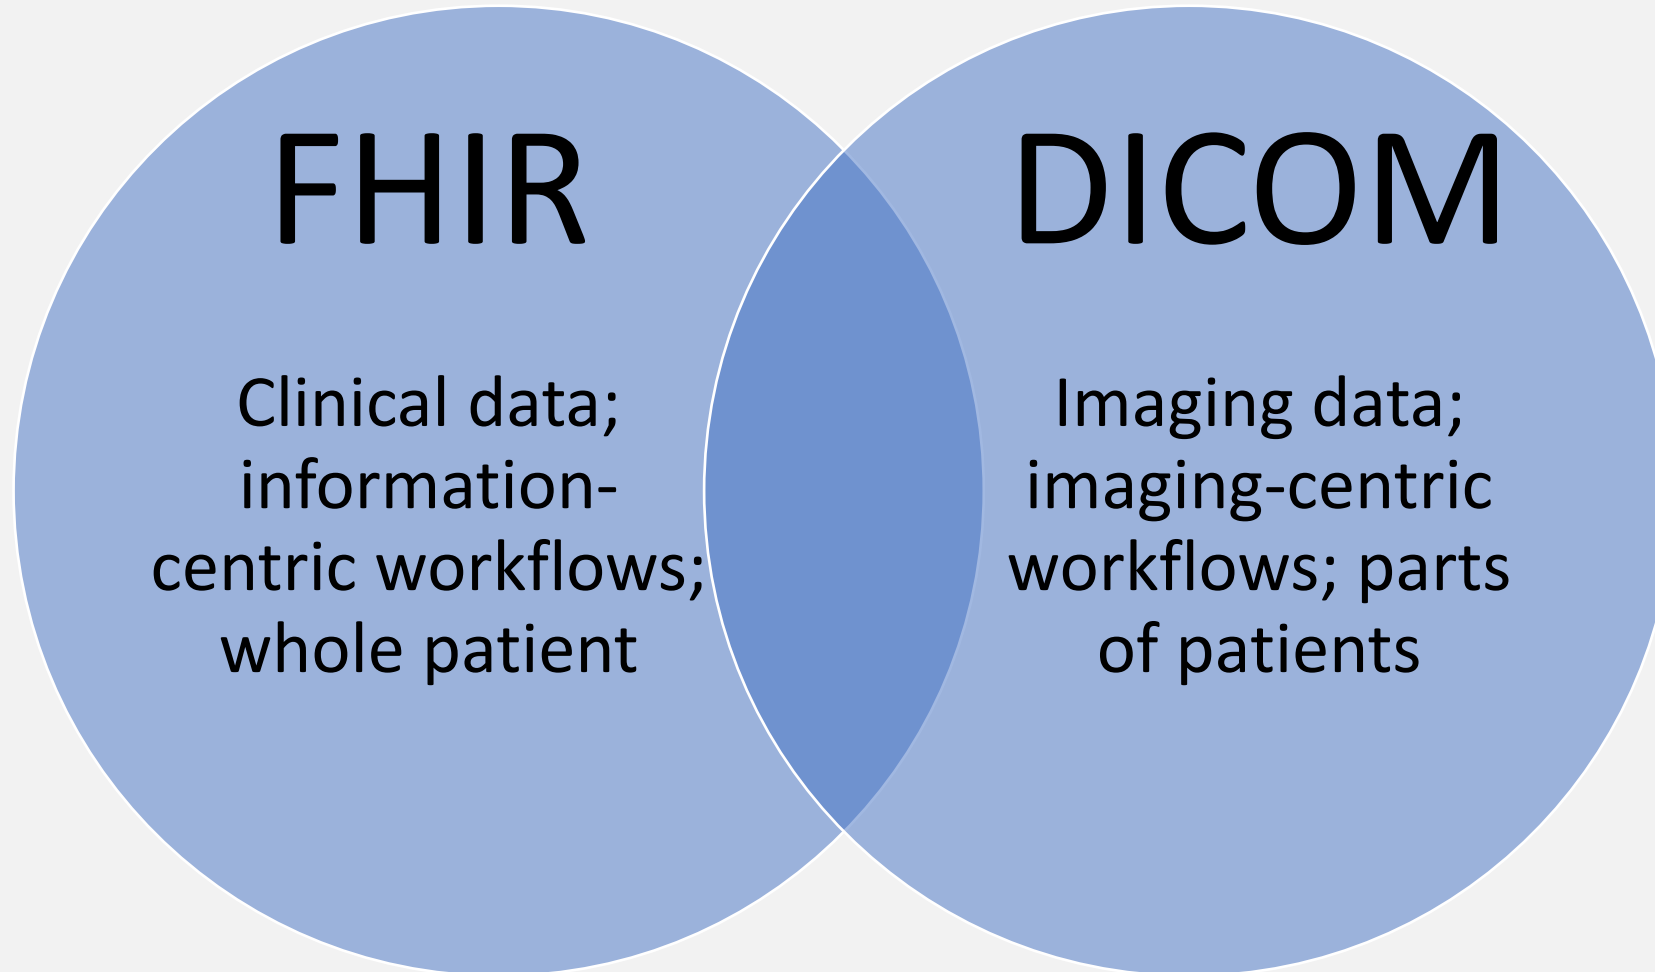 FHIR
Clinical data;
information-
centric workflows;
whole patient
DICOM
Imaging data;
imaging-centric
workflows; parts
of patients